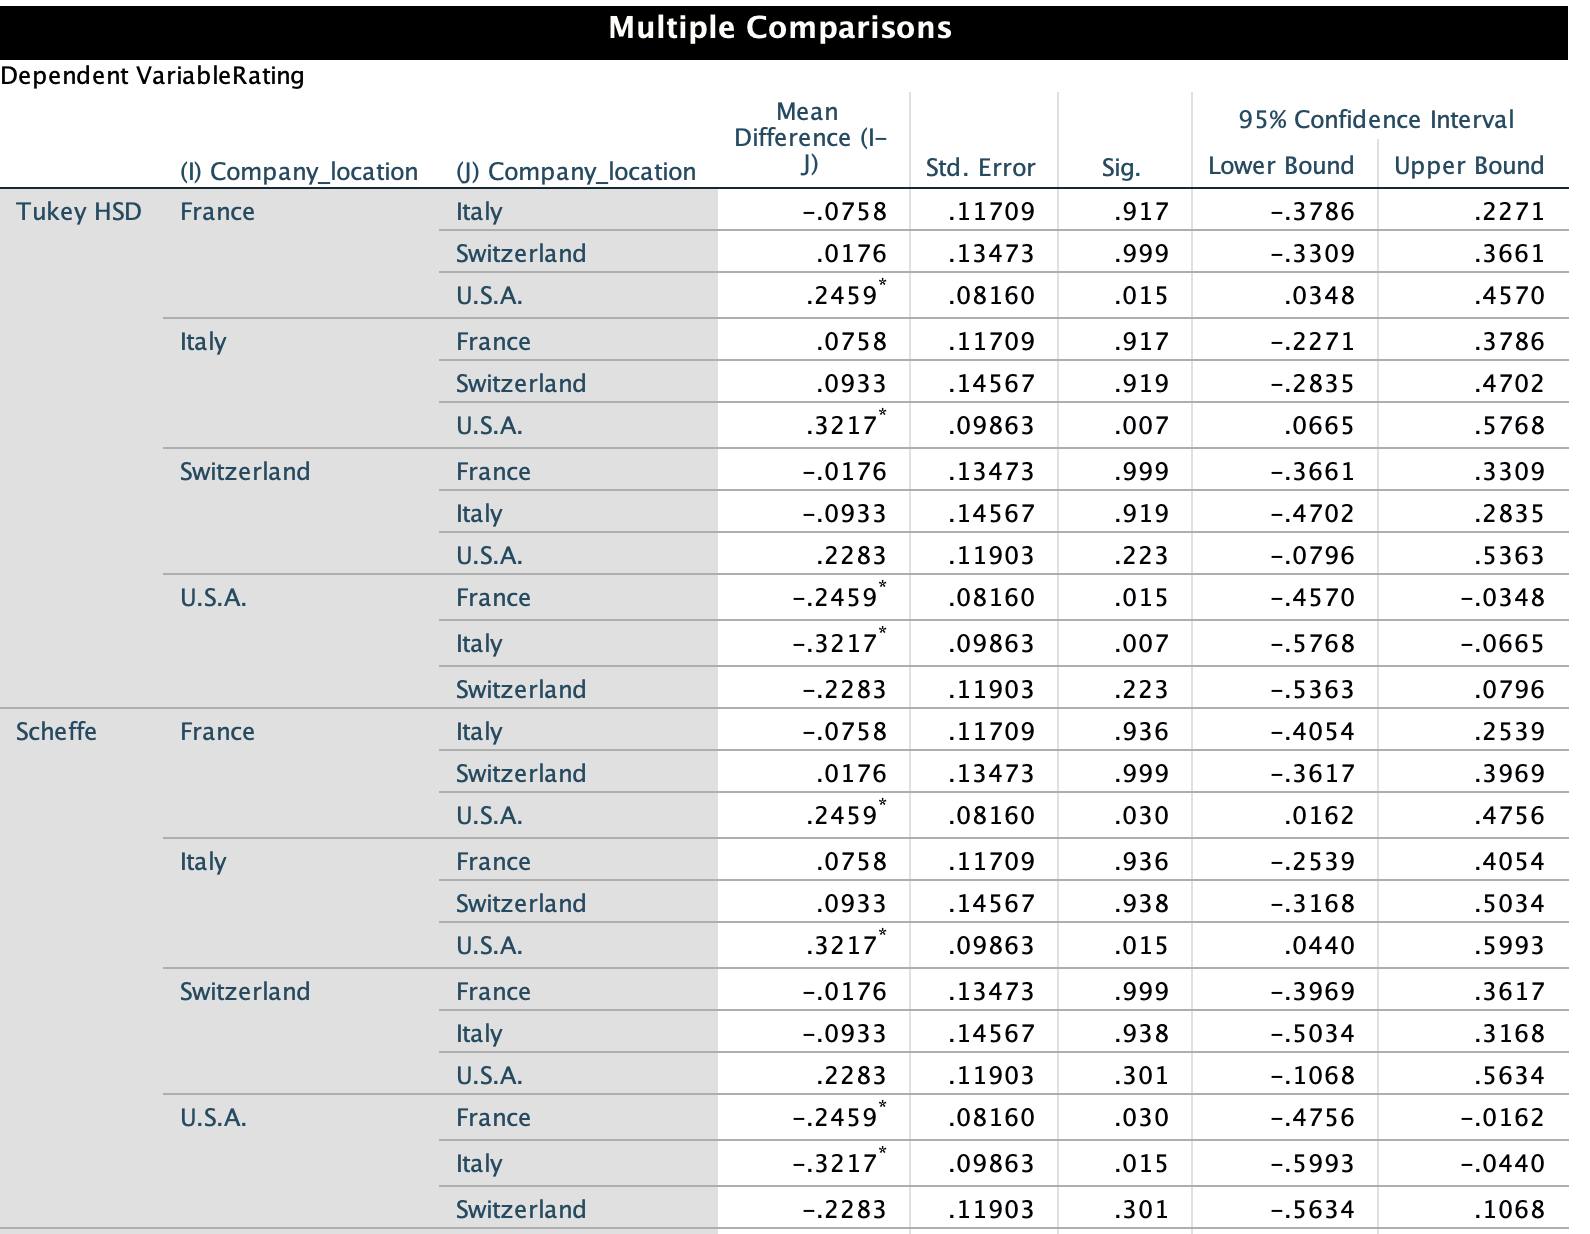 Multiple Comparisons
Dependent VariableRating
(I) Company_location (J) Company_location Mean Difference (I–J) Std. Error Sig. 95% Confidence Interval
Lower Bound Upper Bound
Tukey HSD France Italy –.0758 .11709 .917 –.3786 .2271
Switzerland .0176 .13473 .999 –.3309 .3661
U.S.A. .2459* .08160 .015 .0348 .4570
Italy France .0758 .11709 .917 –.2271 .3786
Switzerland .0933 .14567 .919 –.2835 .4702
U.S.A. .3217* .09863 .007 .0665 .5768
Switzerland France –.0176 .13473 .999 –.3661 .3309
Italy –.0933 .14567 .919 –.4702 .2835
U.S.A. .2283 .11903 .223 –.0796 .5363
U.S.A. France –.2459* .08160 .015 –.4570 –.0348
Italy –.3217* .09863 .007 –.5768 –.0665
Switzerland –.2283 .11903 .223 –.5363 .0796
Scheffe France Italy –.0758 .11709 .936 –.4054 .2539
Switzerland .0176 .13473 .999 –.3617 .3969
U.S.A. .2459* .08160 .030 .0162 .4756
Italy France .0758 .11709 .936 –.2539 .4054
Switzerland .0933 .14567 .938 –.3168 .5034
U.S.A. .3217* .09863 .015 .0440 .5993
Switzerland France –.0176 .13473 .999 –.3969 .3617
Italy –.0933 .14567 .938 –.5034 .3168
U.S.A. .2283 .11903 .301 –.1068 .5634
U.S.A. France –.2459* .08160 .030 –.4756 –.0162
Italy –.3217* .09863 .015 –.5993 –.0440
Switzerland –.2283 .11903 .301 –.5634 .1068